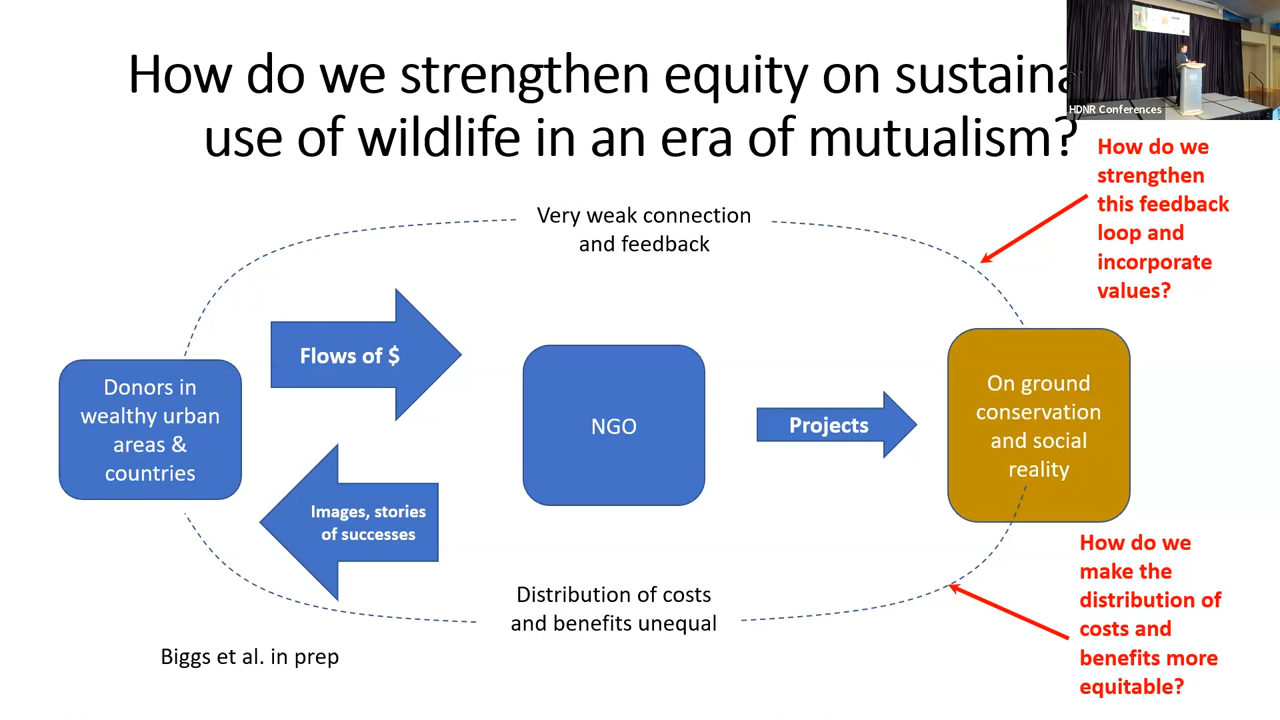 How do we strengthen equity on
use of wildlife in an era of mutualism?
HDNR Conferences
How do we
strengthen
this feedback
loop and
incorporate
values?
Very weak connection
and feedback
Flows of $
Donors in
wealthy urban
areas &
countries
NGO
Projects
On ground
conservation
and social
reality
Images, stories
of successes
Distribution of costs
and benefits unequal
How do we
make the
distribution of
costs and
benefits more
equitable?
Biggs et al. in prep